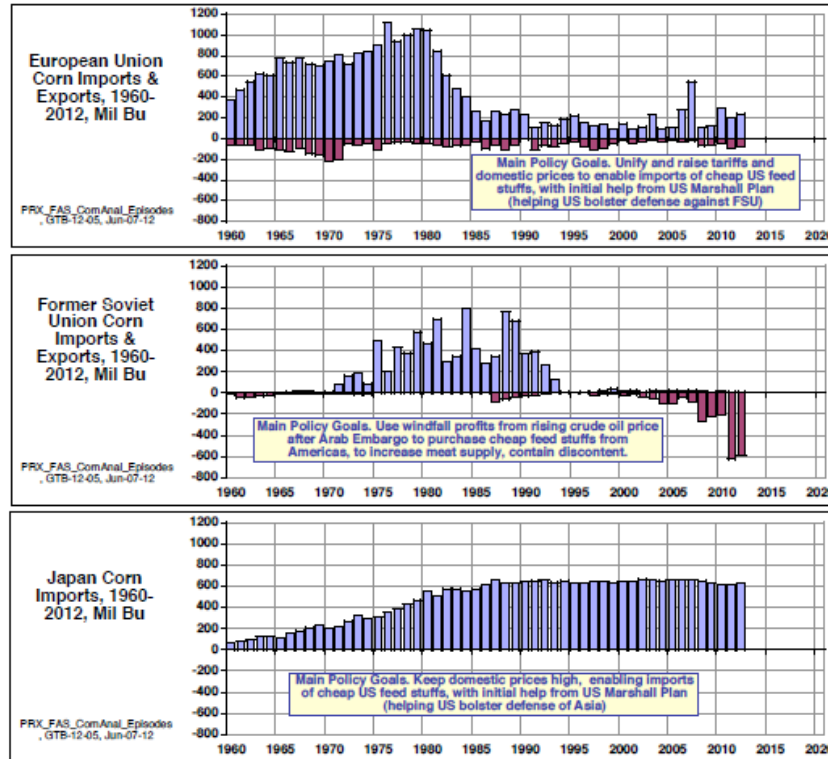 European Union
Corn Imports &
Exports, 1960-
2012, Mil Bu
PRX_FAS_CornAnal_Episodes
, GTB-12-05, Jun-07-12
1200
1000
800
600
400
200
0
-200
-400
-600
-800
Main Policy Goals. Unify and raise tariffs and
domestic prices to enable imports of cheap US feed
stuffs, with initial help from US Marshall Plan
(helping US bolster defense against FSU)
1960 1965 1970 1975 1980 1985 1990 1995 2000 2005 2010 2015 2020
Former Soviet
Union Corn
Imports &
Exports, 1960-
2012, Mil Bu
PRX_FAS_CornAnal_Episodes
, GTB-12-05, Jun-07-12
1200
1000
800
600
400
200
0
-200
-400
-600
-800
Main Policy Goals. Use windfall profits from rising crude oil price
after Arab Embargo to purchase cheap feed stuffs from
Americas, to increase meat supply, contain discontent.
1960 1965 1970 1975 1980 1985 1990 1995 2000 2005 2010 2015 2020
Japan Corn
Imports, 1960-
2012, Mil Bu
PRX_FAS_CornAnal_Episodes
, GTB-12-05, Jun-07-12
1200
1000
800
600
400
200
0
-200
-400
-600
-800
Main Policy Goals. Keep domestic prices high, enabling imports
of cheap US feed stuffs, with initial help from US Marshall Plan
(helping US bolster defense of Asia)
1960 1965 1970 1975 1980 1985 1990 1995 2000 2005 2010 2015 2020